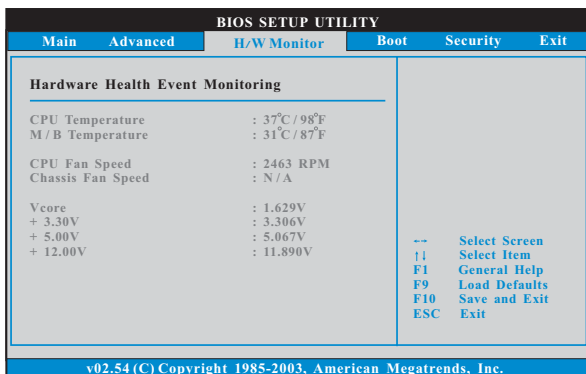 BIOS SETUP UTILITY
Main Advanced H/W Monitor Boot Security Exit
Hardware Health Event Monitoring
CPU Temperature : 37°C / 98°F
M / B Temperature : 31°C / 87°F
CPU Fan Speed : 2463 RPM
Chassis Fan Speed : N / A
Vcore : 1.629V
+ 3.30V : 3.306V
+ 5.00V : 5.067V
+ 12.00V : 11.890V
←→ Select Screen
↑↓ Select Item
F1 General Help
F9 Load Defaults
F10 Save and Exit
ESC Exit
v02.54 (C) Copyright 1985-2003, American Megatrends, Inc.